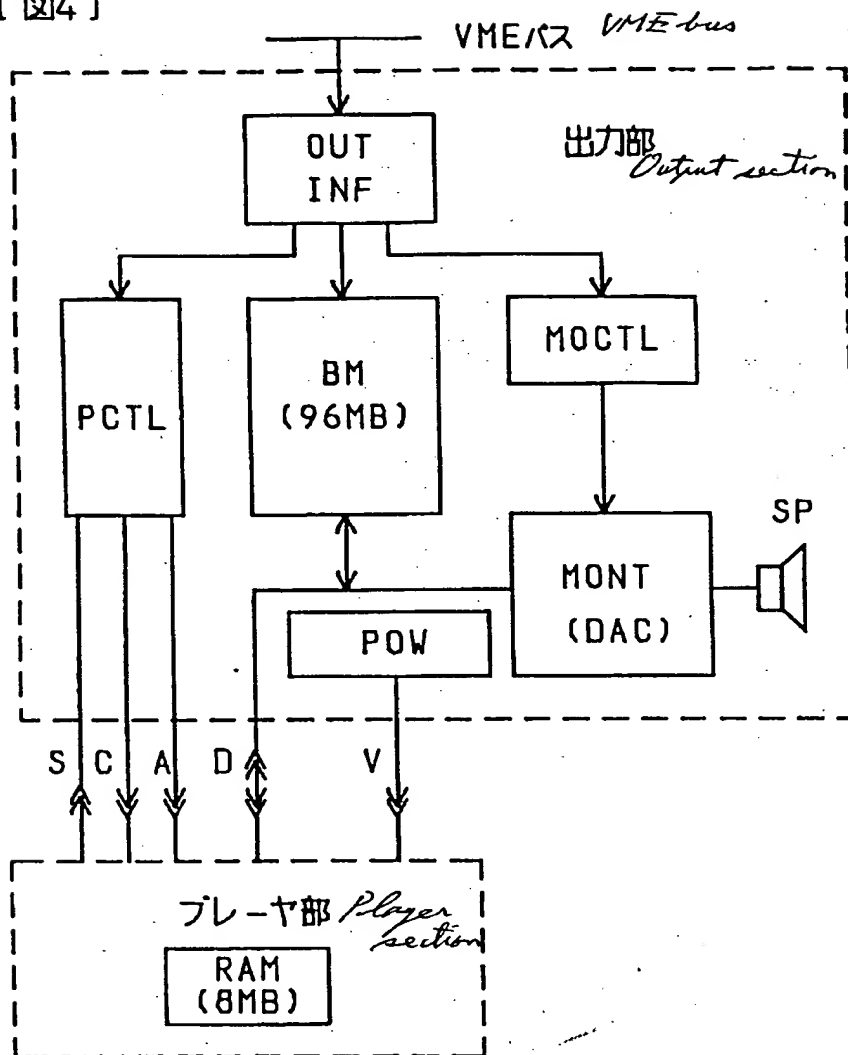 [図4]
VMEバス VME bus
出力部
Output section
OUT
INF
PCTL
BM
(96MB)
MOCTL
SP
MONT
(DAC)
POW
S C A D V
プレーヤ部 Player
section
RAM
(8MB)